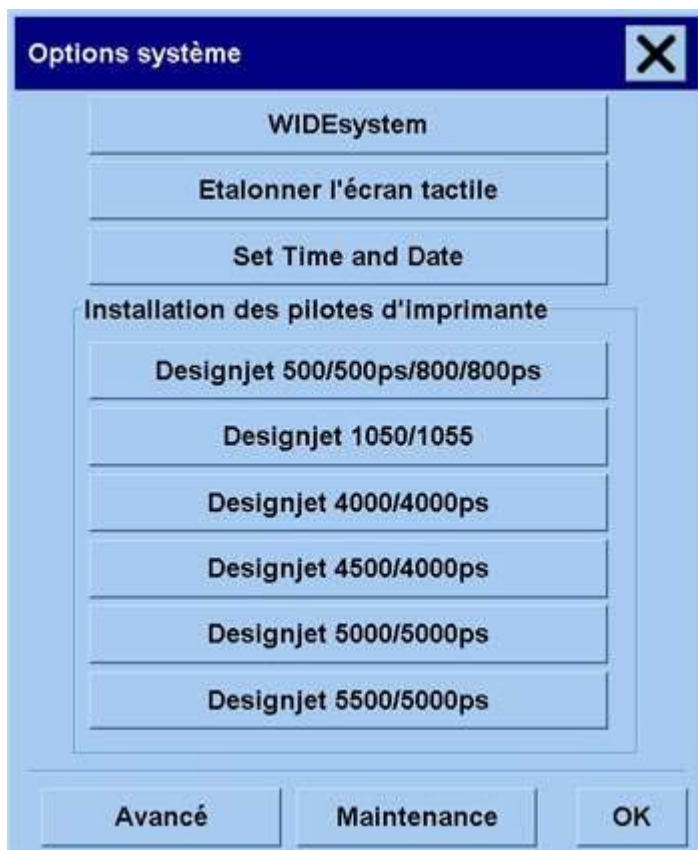 Options système
WIDEsystem
Etalonner l'écran tactile
Set Time and Date
Installation des pilotes d'imprimante
Designjet 500/500ps/800/800ps
Designjet 1050/1055
Designjet 4000/4000ps
Designjet 4500/4000ps
Designjet 5000/5000ps
Designjet 5500/5000ps
Avancé Maintenance OK